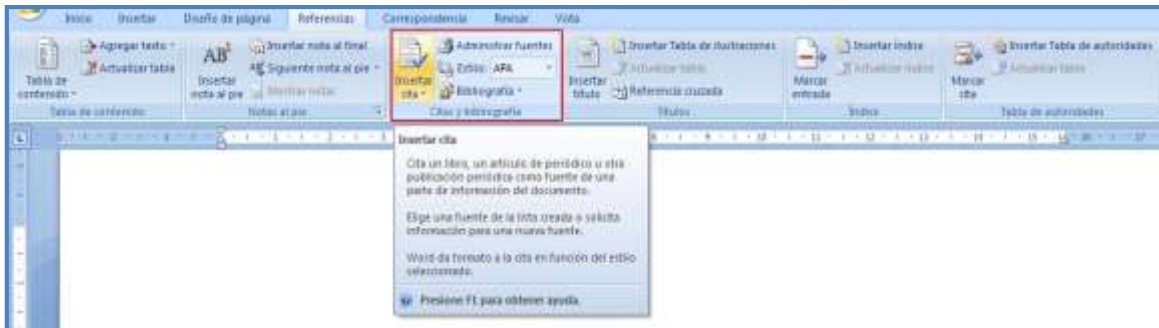 Inicio Insertar Diseño de página Referencias Correspondencia Revisar Vista
Agregar texto
Actualizar tabla
Tabla de
contenido
Tabla de contenido
AB
Insertar
nota al pie
Insertar nota al final
Siguiente nota al pie
Mostrar notas
Notas al pie
Insertar
cita
Administrar fuentes
Estilo: APA
Bibliografía
Citas y bibliografía
Insertar
título
Insertar Tabla de ilustraciones
Actualizar tabla
Referencia cruzada
Títulos
Marcar
entrada
Insertar índice
Actualizar índice
Índice
Marcar
cita
Insertar Tabla de autoridades
Actualizar tabla
Tabla de autoridades
Insertar cita
Cita un libro, un artículo de periódico u otra
publicación periódica como fuente de una
parte de información del documento.
Elige una fuente de la lista creada o solicita
información para una nueva fuente.
Word da formato a la cita en función del estilo
seleccionado.
Presione F1 para obtener ayuda.